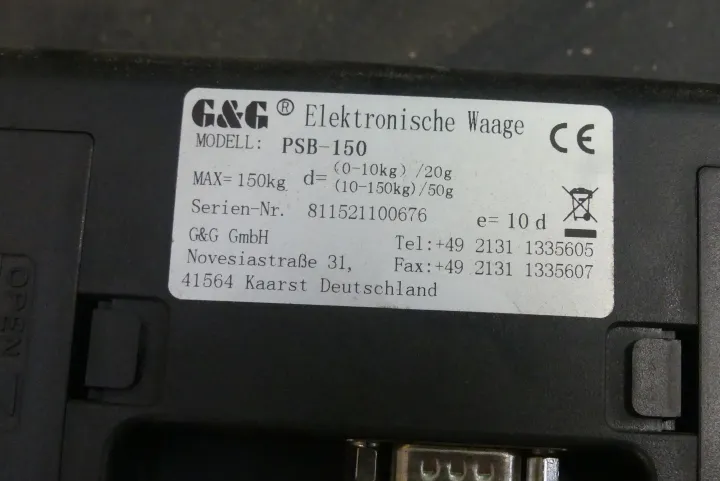 G&G® Elektronische Waage
MODELL: PSB-150
CE
MAX=150kg d=(0-10kg)/20g
(10-150kg)/50g
Serien-Nr. 811521100676 e=10 d
G&G GmbH Tel:+49 2131 1335605
Novesiastraße 31, Fax:+49 2131 1335607
41564 Kaarst Deutschland
OPEN